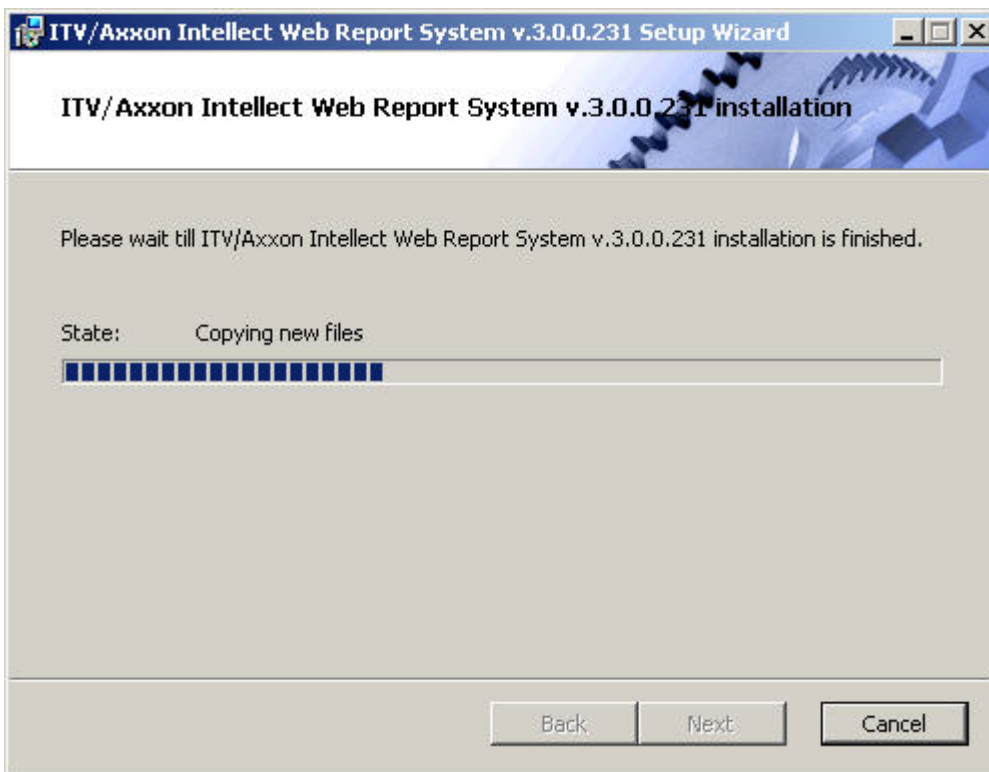 ITV/Axxon Intellect Web Report System v.3.0.0.231 Setup Wizard
ITV/Axxon Intellect Web Report System v.3.0.0.231 installation
Please wait till ITV/Axxon Intellect Web Report System v.3.0.0.231 installation is finished.
State: Copying new files
Back Next Cancel